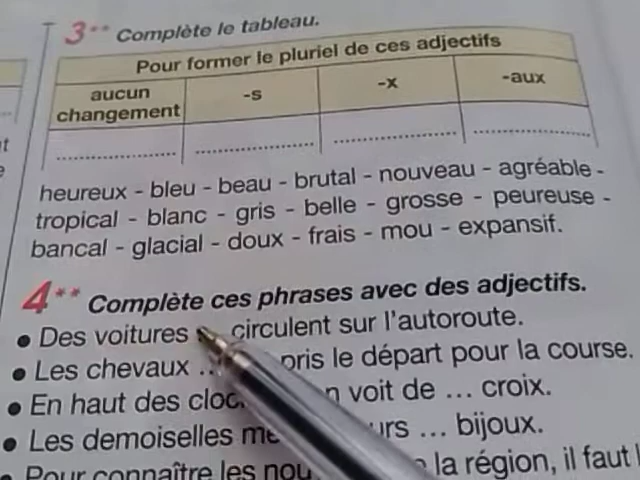 3** Complète le tableau.
Pour former le pluriel de ces adjectifs
aucun changement -s -x -aux
heureux - bleu - beau - brutal - nouveau - agréable -
tropical - blanc - gris - belle - grosse - peureuse -
bancal - glacial - doux - frais - mou - expansif.
4** Complète ces phrases avec des adjectifs.
• Des voitures circulent sur l'autoroute.
• Les chevaux ... pris le départ pour la course.
• En haut des voit de ... croix.
• Les demoiselles ... bijoux.
Pour connaître les la région, il faut